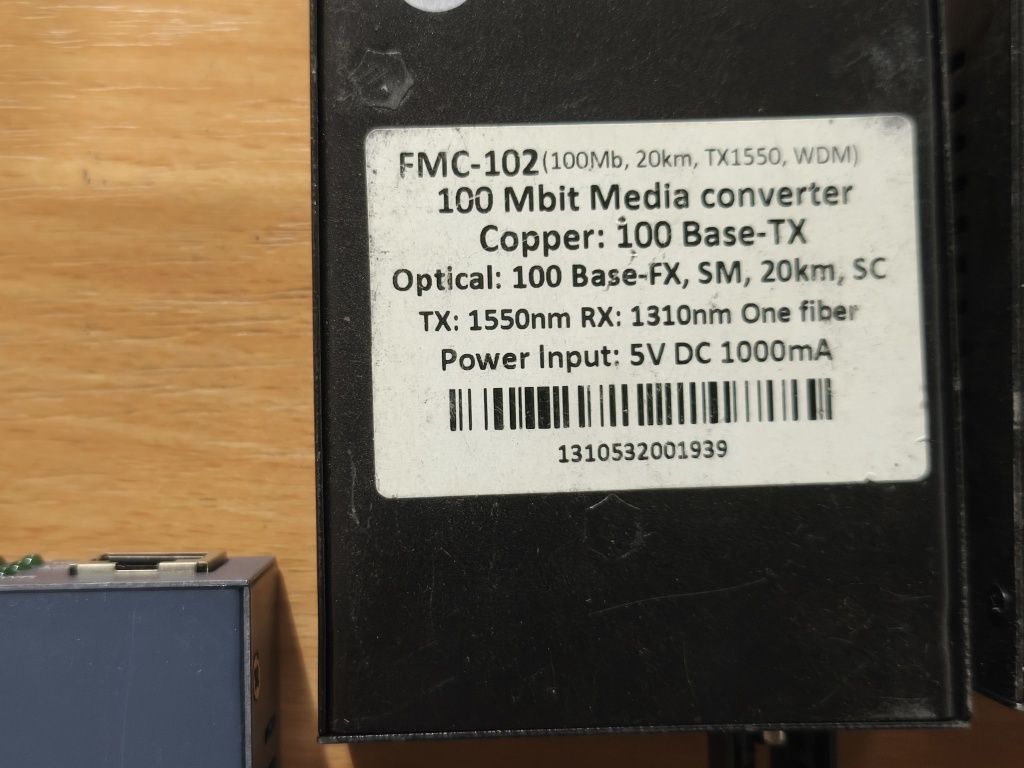 FMC-102 (100Mb, 20km, TX1550, WDM)
100 Mbit Media converter
Copper: 100 Base-TX
Optical: 100 Base-FX, SM, 20km, SC
TX: 1550nm RX: 1310nm One fiber
Power Input: 5V DC 1000mA
1310532001939